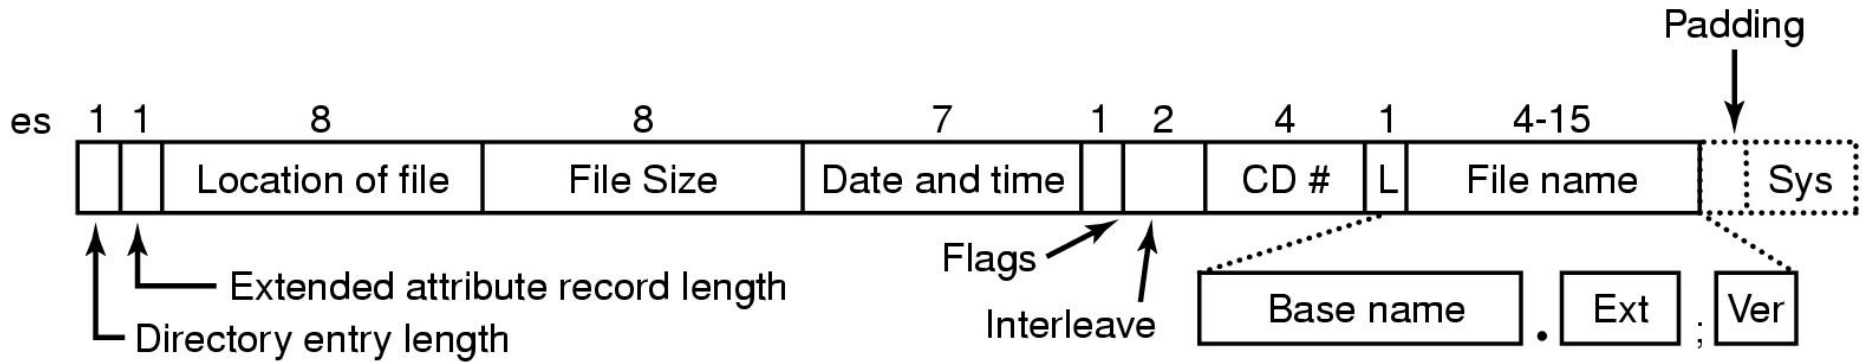 Padding
es 1 1 8 8 7 1 2 4 1 4-15
Location of file File Size Date and time CD # L File name Sys
Flags
Extended attribute record length
Interleave
Base name . Ext ; Ver
Directory entry length